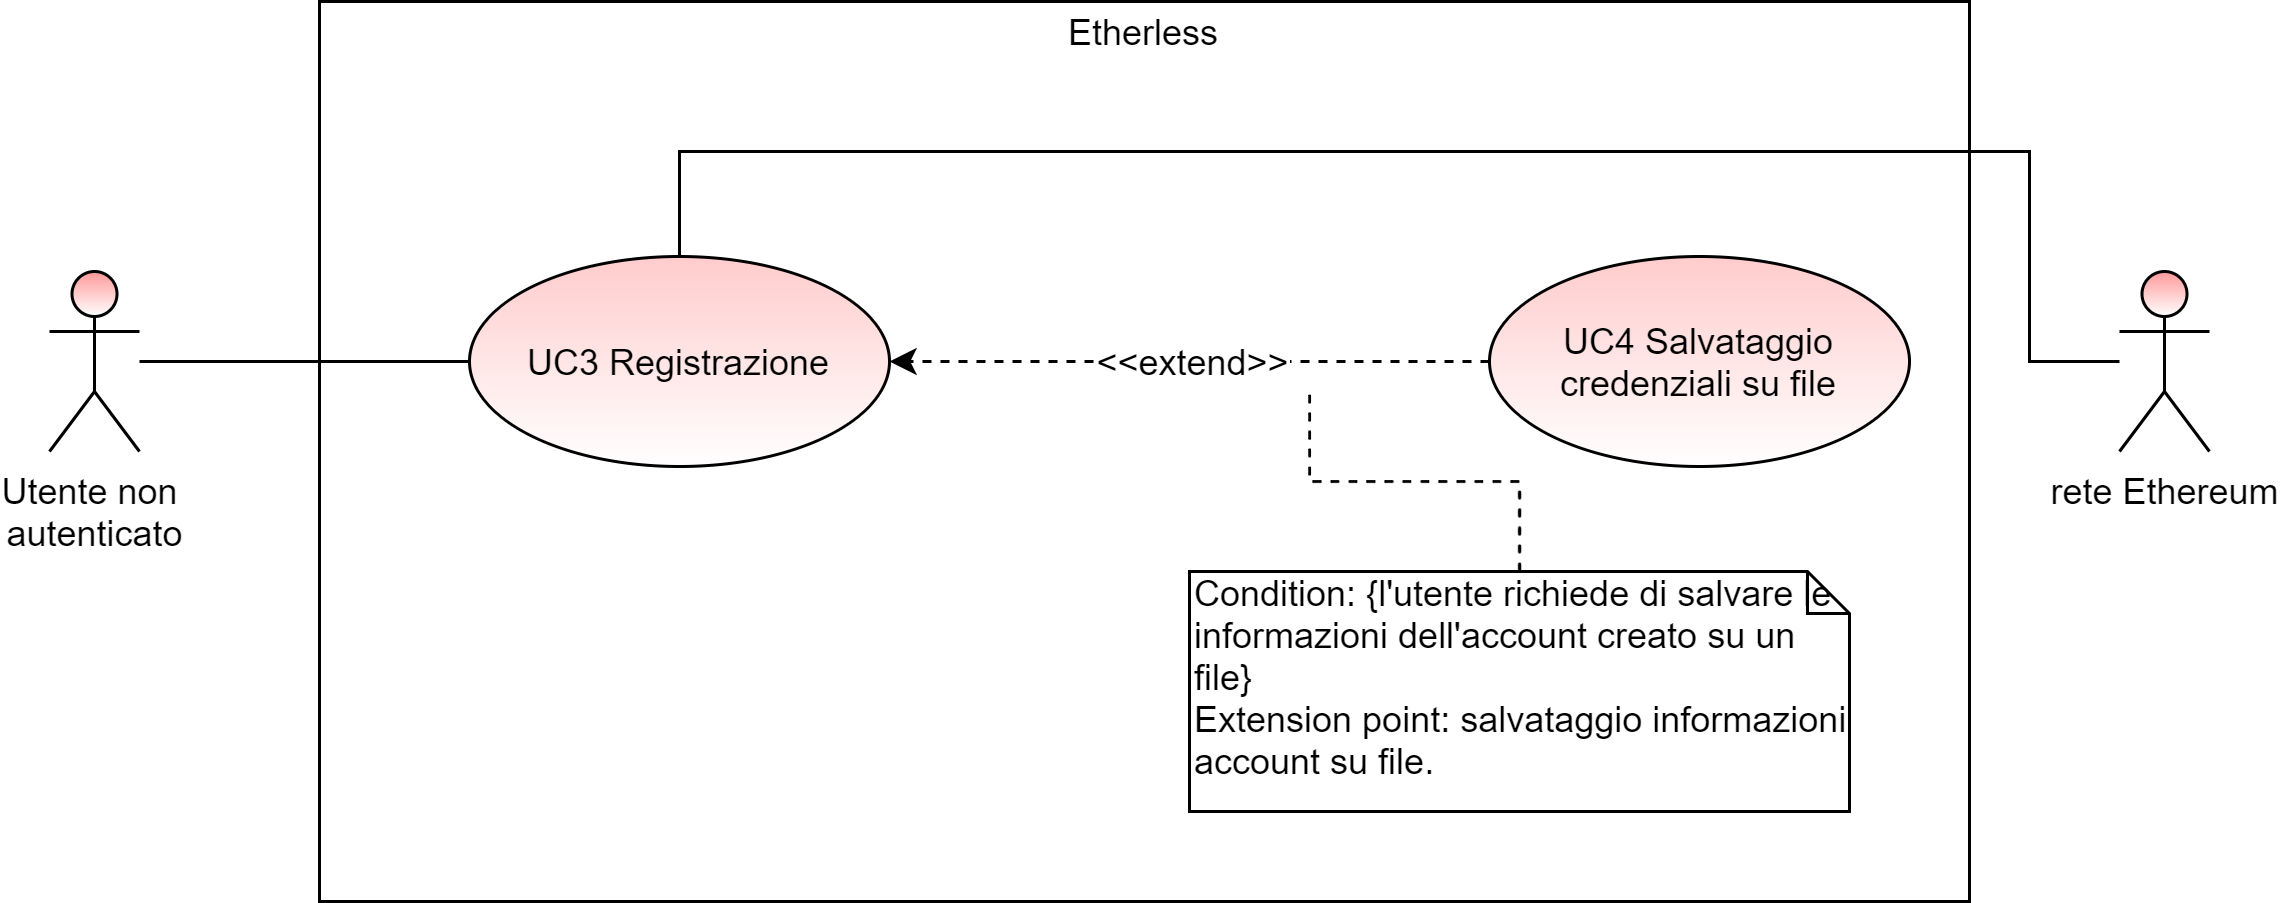 Etherless
UC3 Registrazione
<<extend>>
UC4 Salvataggio
credenziali su file
Utente non
autenticato
rete Ethereum
Condition: {l'utente richiede di salvare le
informazioni dell'account creato su un
file}
Extension point: salvataggio informazioni
account su file.